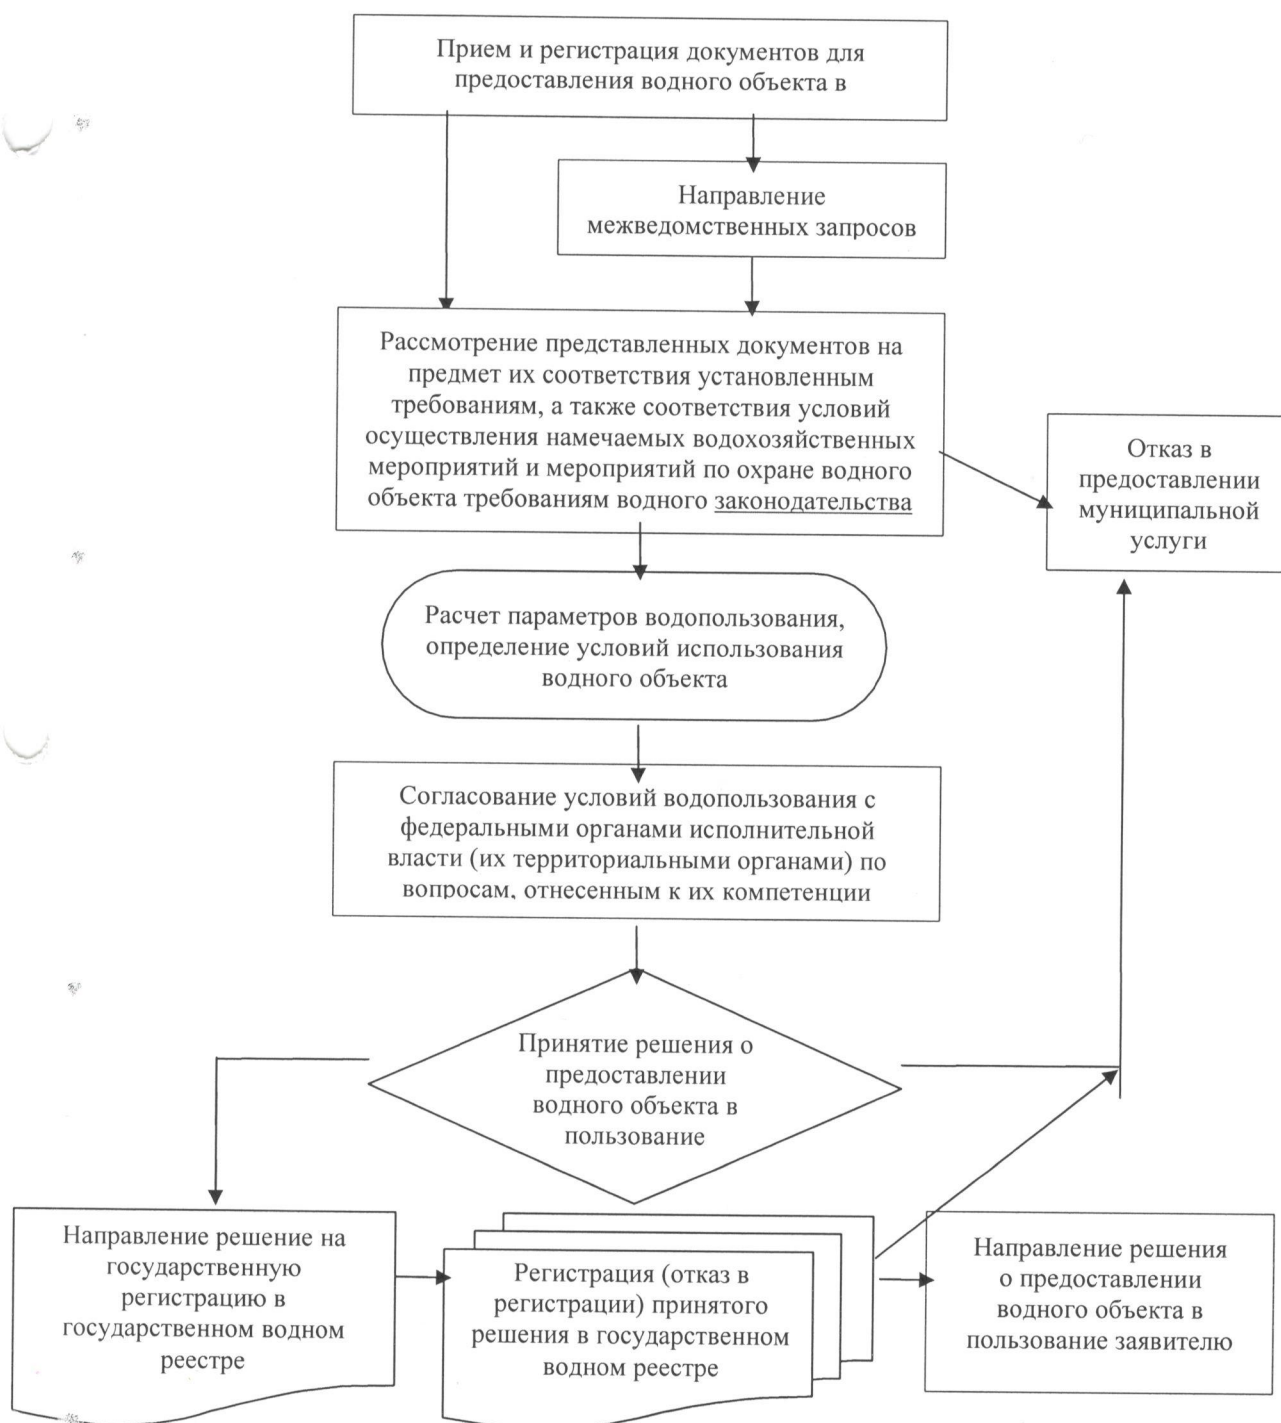 Прием и регистрация документов для
предоставления водного объекта в
Направление
межведомственных запросов
Рассмотрение представленных документов на
предмет их соответствия установленным
требованиям, а также соответствия условий
осуществления намечаемых водохозяйственных
мероприятий и мероприятий по охране водного
объекта требованиям водного законодательства
Отказ в
предоставлении
муниципальной
услуги
Расчет параметров водопользования,
определение условий использования
водного объекта
Согласование условий водопользования с
федеральными органами исполнительной
власти (их территориальными органами) по
вопросам, отнесенным к их компетенции
Принятие решения о
предоставлении
водного объекта в
пользование
Направление решение на
государственную
регистрацию в
государственном водном
реестре
Регистрация (отказ в
регистрации) принятого
решения в государственном
водном реестре
Направление решения
о предоставлении
водного объекта в
пользование заявителю